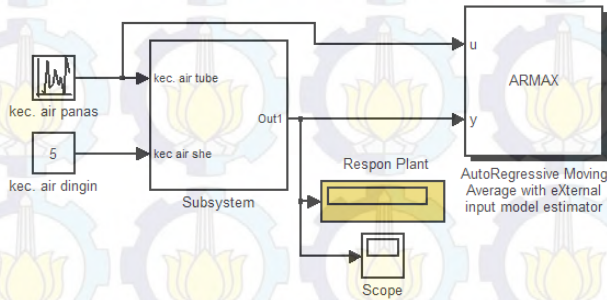 kec. air panas
5
kec. air dingin
kec. air tube
kec air she
Out1
Subsystem
Respon Plant
Scope
u
y
ARMAX
AutoRegressive Moving
Average with eXternal
input model estimator